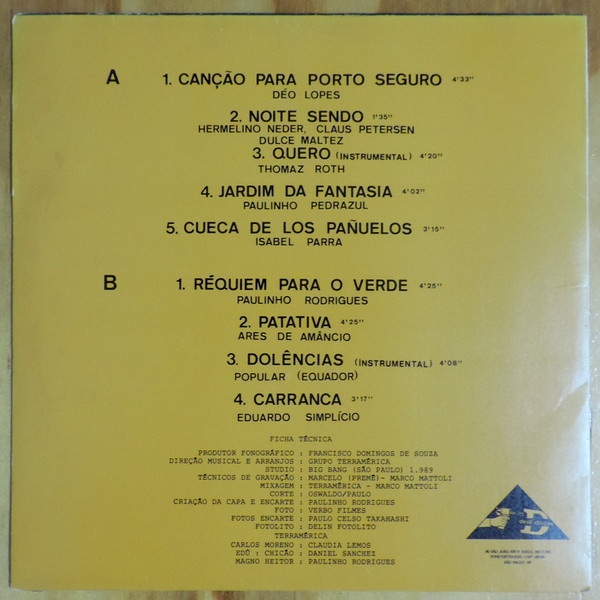 A
1. CANÇÃO PARA PORTO SEGURO 4'33"
DÉO LOPES
2. NOITE SENDO 1'35"
HERMELINO NEDER, CLAUS PETERSEN
DULCE MALTEZ
3. QUERO (INSTRUMENTAL) 4'20"
THOMAZ ROTH
4. JARDIM DA FANTASIA 4'02"
PAULINHO PEDRAZUL
5. CUECA DE LOS PAÑUELOS 3'15"
ISABEL PARRA
B
1. RÉQUIEM PARA O VERDE 4'25"
PAULINHO RODRIGUES
2. PATATIVA 4'25"
ARES DE AMÂNCIO
3. DOLÊNCIAS (INSTRUMENTAL) 4'08"
POPULAR (EQUADOR)
4. CARRANCA 3'17"
EDUARDO SIMPLÍCIO
FICHA TÉCNICA
PRODUTOR FONOGRÁFICO : FRANCISCO DOMINGOS DE SOUZA
DIREÇÃO MUSICAL E ARRANJOS : GRUPO TERRAMÉRICA
STUDIO : BIG BANG (SÃO PAULO) 1.989
TÉCNICOS DE GRAVAÇÃO : MARCELO (PREMÊ)- MARCO MATTOLI
MIXAGEM : TERRAMÉRICA - MARCO MATTOLI
CORTE : OSWALDO/PAULO
CRIAÇÃO DA CAPA E ENCARTE : PAULINHO RODRIGUES
FOTO : VERBO FILMES
FOTOS ENCARTE : PAULO CELSO TAKAHASHI
FOTOLITO : DELIN FOTOLITO
TERRAMÉRICA
CARLOS MORENO : CLAUDIA LEMOS
EDÚ : CHICÃO : DANIEL SANCHEZ
MAGNO HEITOR : PAULINHO RODRIGUES